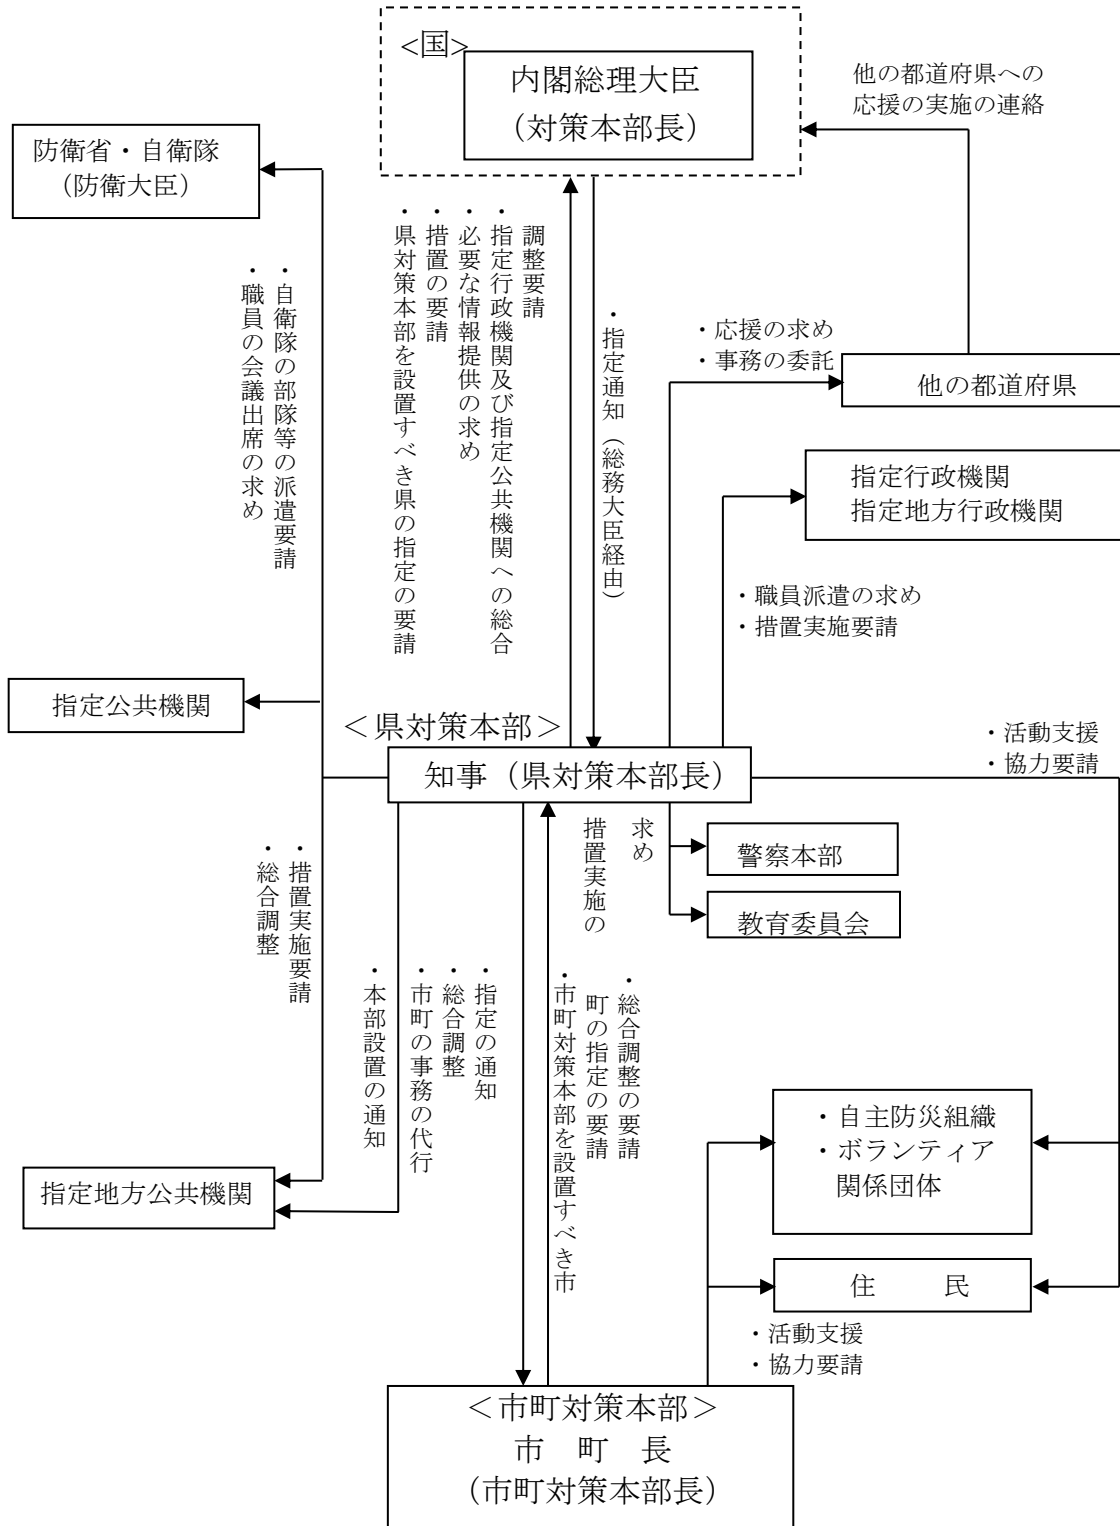 <国>
内閣総理大臣
（対策本部長）
他の都道府県への
応援の実施の連絡
防衛省・自衛隊
（防衛大臣）
・自衛隊の部隊等の派遣要請
・職員の会議出席の求め
調整要請
・指定行政機関及び指定公共機関への総合
・必要な情報提供の求め
・措置の要請
・県対策本部を設置すべき県の指定の要請
・指定通知（総務大臣経由）
・応援の求め
・事務の委託
他の都道府県
指定行政機関
指定地方行政機関
・職員派遣の求め
・措置実施要請
指定公共機関
＜県対策本部＞
知事（県対策本部長）
・活動支援
・協力要請
求め
措置実施の
警察本部
教育委員会
・措置実施要請
・総合調整
・指定の通知
・総合調整
・市町の事務の代行
・本部設置の通知
・総合調整の要請
町の指定の要請
・市町対策本部を設置すべき市
指定地方公共機関
・自主防災組織
・ボランティア
関係団体
住　　民
・活動支援
・協力要請
＜市町対策本部＞
市　町　長
（市町対策本部長）